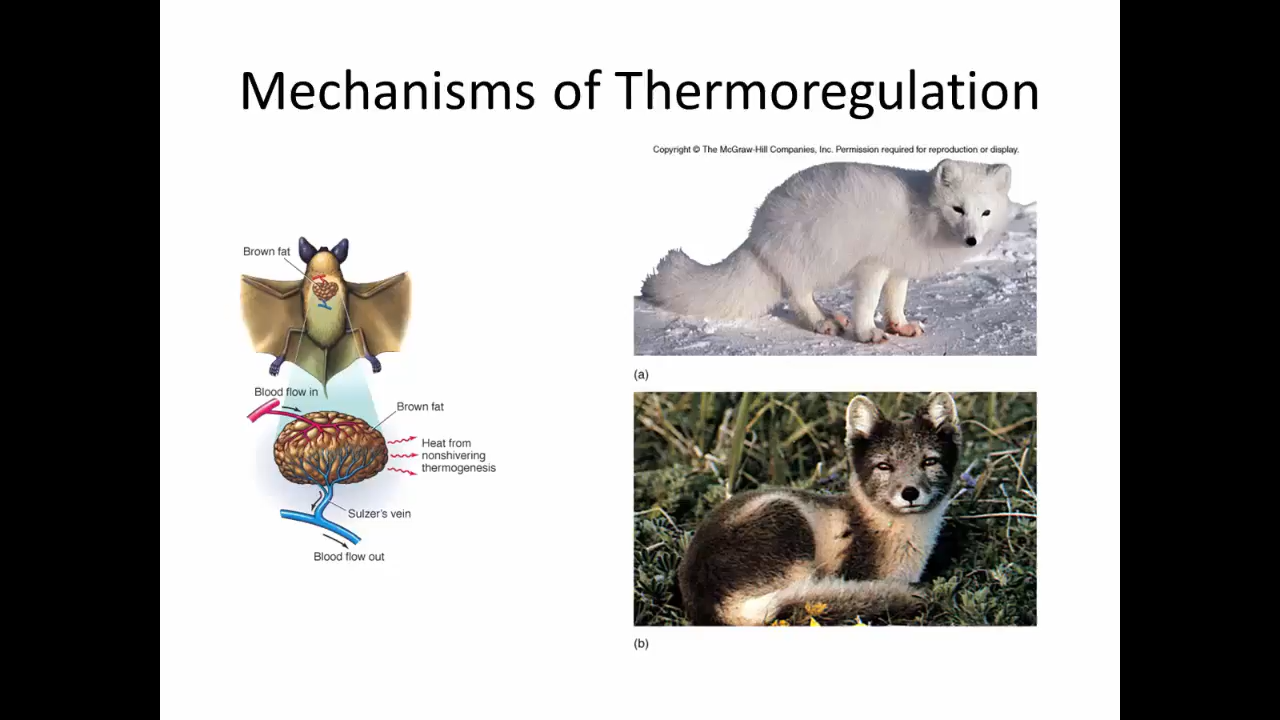 Mechanisms of Thermoregulation
Copyright © The McGraw-Hill Companies, Inc. Permission required for reproduction or display.
Brown fat
Blood flow in
Brown fat
Heat from
nonshivering
thermogenesis
Sulzer's vein
Blood flow out
(a)
(b)